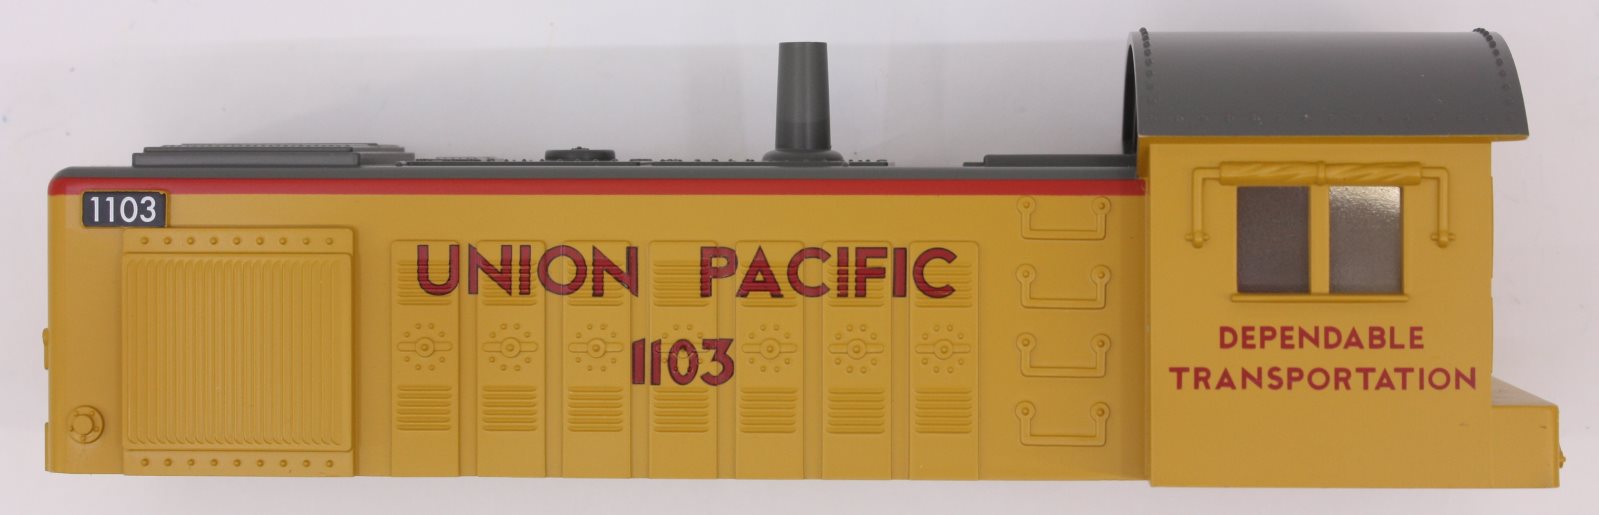 1103
UNION PACIFIC
1103
DEPENDABLE
TRANSPORTATION